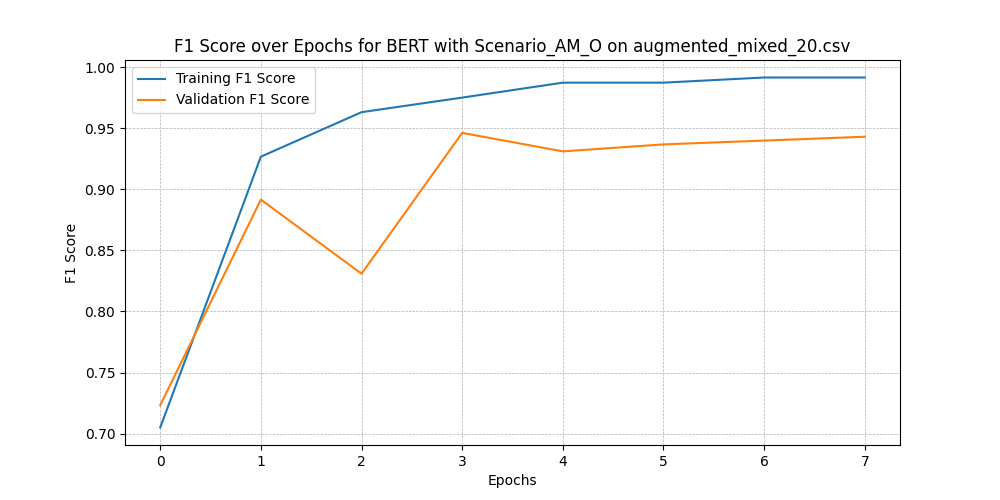 F1 Score over Epochs for BERT with Scenario_AM_O on augmented_mixed_20.csv
Training F1 Score
Validation F1 Score
F1 Score
1.00
0.95
0.90
0.85
0.80
0.75
0.70
0 1 2 3 4 5 6 7
Epochs